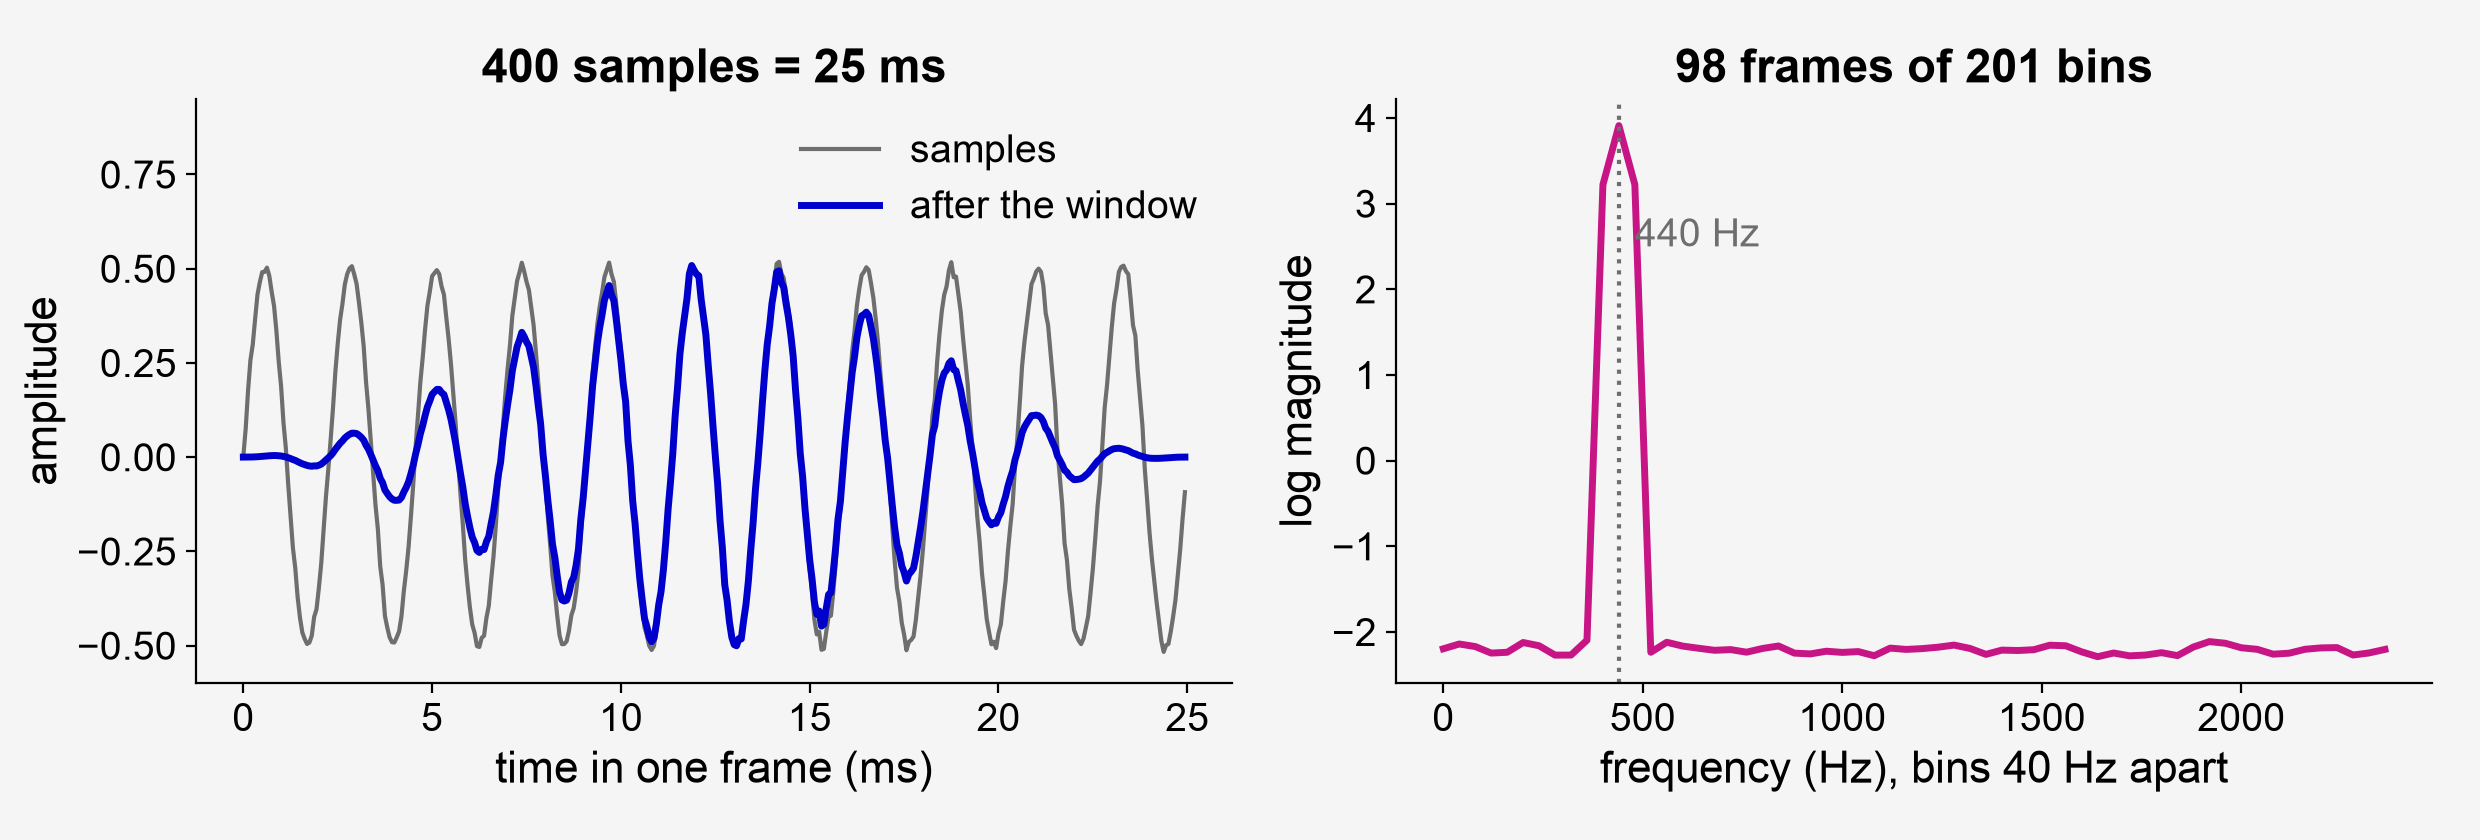 400 samples = 25 ms
samples
after the window
0.75
0.50
0.25
0.00
−0.25
−0.50
amplitude
0 5 10 15 20 25
time in one frame (ms)
98 frames of 201 bins
440 Hz
4
3
2
1
0
−1
−2
log magnitude
0 500 1000 1500 2000
frequency (Hz), bins 40 Hz apart